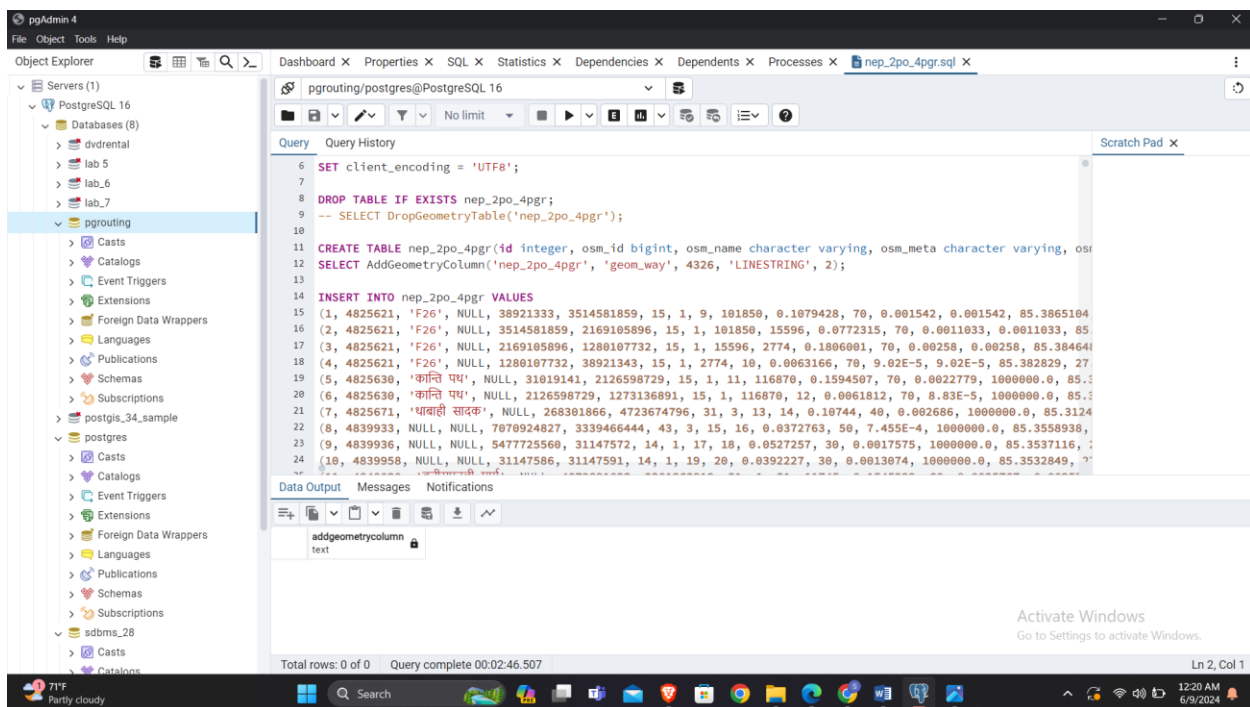 pgAdmin 4
File Object Tools Help
Object Explorer
Dashboard X Properties X SQL X Statistics X Dependencies X Dependents X Processes X nep_2po_4pgr.sql X
Servers (1)
PostgreSQL 16
Databases (8)
dvdrental
lab 5
lab_6
lab_7
pgrouting
Casts
Catalogs
Event Triggers
Extensions
Foreign Data Wrappers
Languages
Publications
Schemas
Subscriptions
postgis_34_sample
postgres
Casts
Catalogs
Event Triggers
Extensions
Foreign Data Wrappers
Languages
Publications
Schemas
Subscriptions
sdbms_28
Casts
Catalogs
pgrouting/postgres@PostgreSQL 16
No limit
Query Query History
Scratch Pad X
6 SET client_encoding = 'UTF8';
7
8 DROP TABLE IF EXISTS nep_2po_4pgr;
9 -- SELECT DropGeometryTable('nep_2po_4pgr');
10
11 CREATE TABLE nep_2po_4pgr(id integer, osm_id bigint, osm_name character varying, osm_meta character varying, osm
12 SELECT AddGeometryColumn('nep_2po_4pgr', 'geom_way', 4326, 'LINESTRING', 2);
13
14 INSERT INTO nep_2po_4pgr VALUES
15 (1, 4825621, 'F26', NULL, 38921333, 3514581859, 15, 1, 9, 101850, 0.1079428, 70, 0.001542, 0.001542, 85.3865104
16 (2, 4825621, 'F26', NULL, 3514581859, 2169105896, 15, 1, 101850, 15596, 0.0772315, 70, 0.0011033, 0.0011033, 85.
17 (3, 4825621, 'F26', NULL, 2169105896, 1280107732, 15, 1, 15596, 2774, 0.1806001, 70, 0.00258, 0.00258, 85.38464
18 (4, 4825621, 'F26', NULL, 1280107732, 38921343, 15, 1, 2774, 10, 0.0063166, 70, 9.02E-5, 9.02E-5, 85.382829, 27
19 (5, 4825630, 'कान्ति पथ', NULL, 31019141, 2126598729, 15, 1, 11, 116870, 0.1594507, 70, 0.0022779, 1000000.0, 85.3
20 (6, 4825630, 'कान्ति पथ', NULL, 2126598729, 1273136891, 15, 1, 116870, 12, 0.0061812, 70, 8.83E-5, 1000000.0, 85.3
21 (7, 4825671, 'थाबाही सादक', NULL, 268301866, 4723674796, 31, 3, 13, 14, 0.10744, 40, 0.002686, 1000000.0, 85.3124
22 (8, 4839933, NULL, NULL, 7070924827, 3339466444, 43, 3, 15, 16, 0.0372763, 50, 7.455E-4, 1000000.0, 85.3558938,
23 (9, 4839936, NULL, NULL, 5477725560, 31147572, 14, 1, 17, 18, 0.0527257, 30, 0.0017575, 1000000.0, 85.3537116,
24 (10, 4839958, NULL, NULL, 31147586, 31147591, 14, 1, 19, 20, 0.0392227, 30, 0.0013074, 1000000.0, 85.3532849,
Data Output Messages Notifications
addgeometrycolumn
text
Activate Windows
Go to Settings to activate Windows.
Total rows: 0 of 0 Query complete 00:02:46.507 Ln 2, Col 1
71°F
Partly cloudy
Search
12:20 AM
6/9/2024